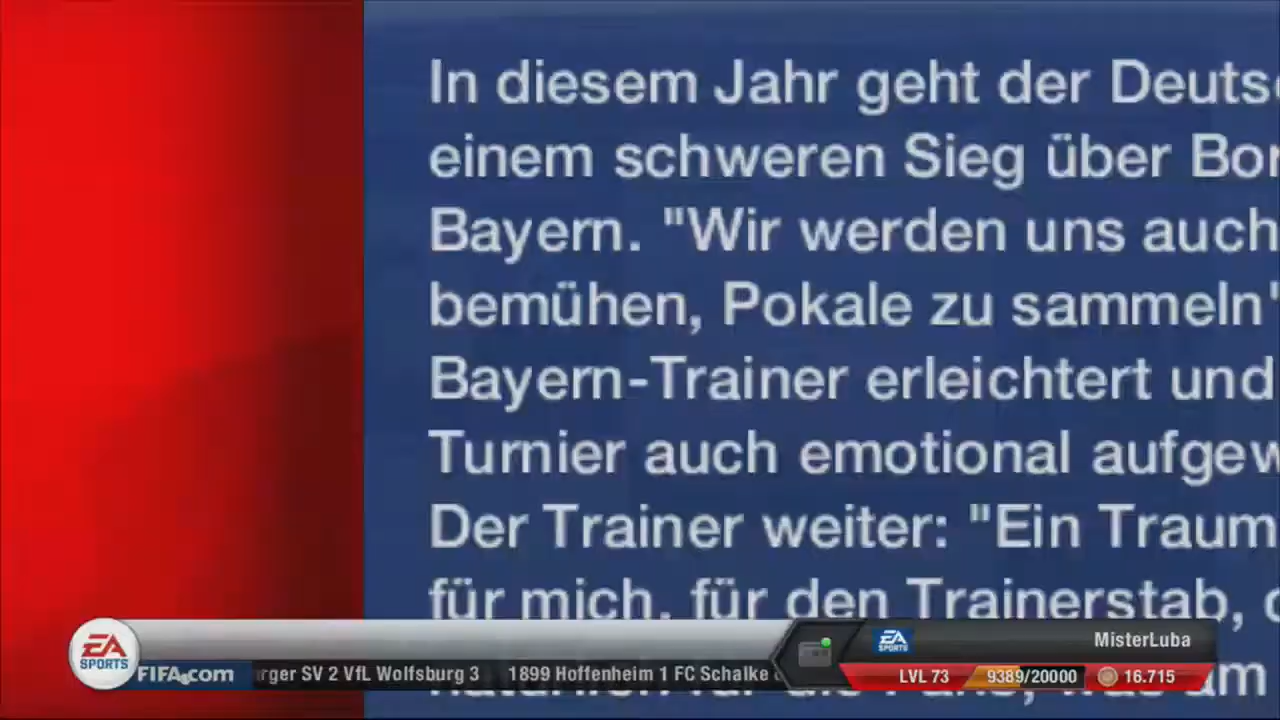 In diesem Jahr geht der Deuts
einem schweren Sieg über Bor
Bayern. "Wir werden uns auch
bemühen, Pokale zu sammeln"
Bayern-Trainer erleichtert und
Turnier auch emotional aufgew
Der Trainer weiter: "Ein Traum
für mich, für den Trainerstab,
EA SPORTS
EA SPORTS
MisterLuba
FIFA.com
rger SV 2 VfL Wolfsburg 3 1899 Hoffenheim 1 FC Schalke
LVL 73 9389/20000 16.715